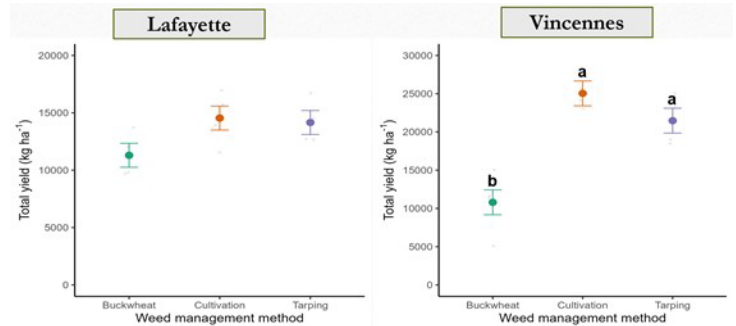 Lafayette
Total yield (kg ha⁻¹)
20000
15000
10000
5000
0
Buckwheat Cultivation Tarping
Weed management method
Vincennes
Total yield (kg ha⁻¹)
30000
25000
20000
15000
10000
5000
0
b
a
a
Buckwheat Cultivation Tarping
Weed management method